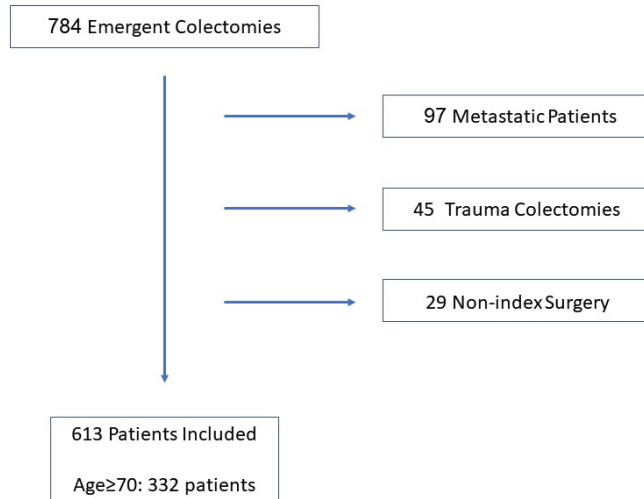 784 Emergent Colectomies
97 Metastatic Patients
45 Trauma Colectomies
29 Non-index Surgery
613 Patients Included
Age≥70: 332 patients